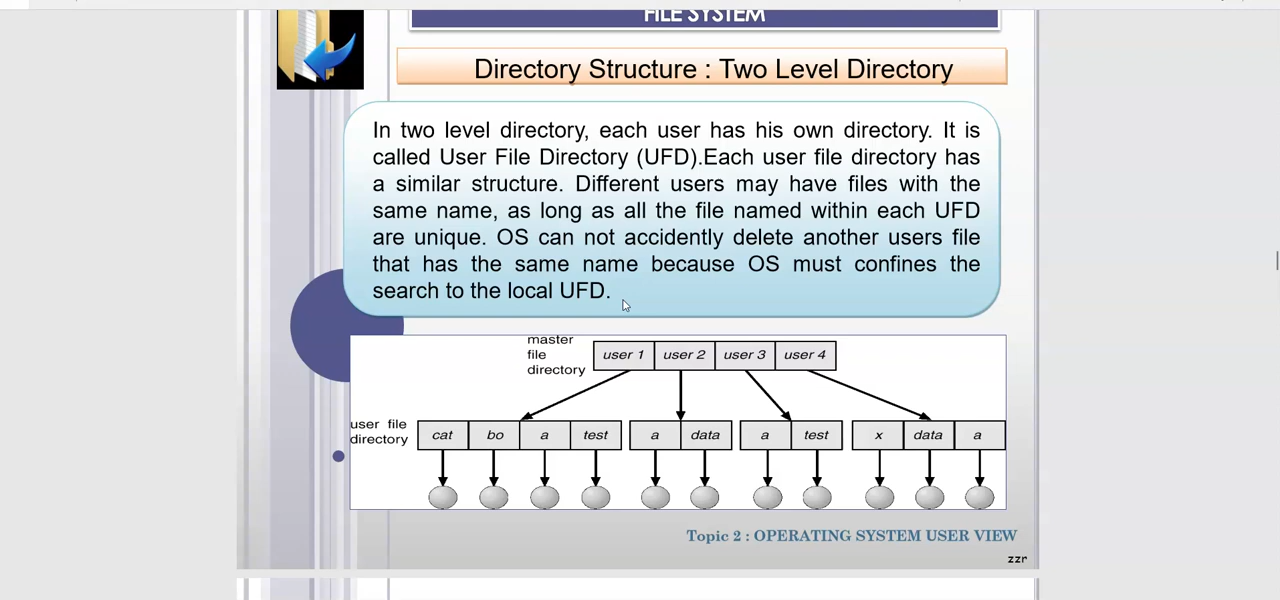 FILE SYSTEM
Directory Structure : Two Level Directory
In two level directory, each user has his own directory. It is
called User File Directory (UFD).Each user file directory has
a similar structure. Different users may have files with the
same name, as long as all the file named within each UFD
are unique. OS can not accidently delete another users file
that has the same name because OS must confines the
search to the local UFD.
master
file
directory
user 1 user 2 user 3 user 4
user file
directory
cat bo a test a data a test x data a
Topic 2 : OPERATING SYSTEM USER VIEW
zzr